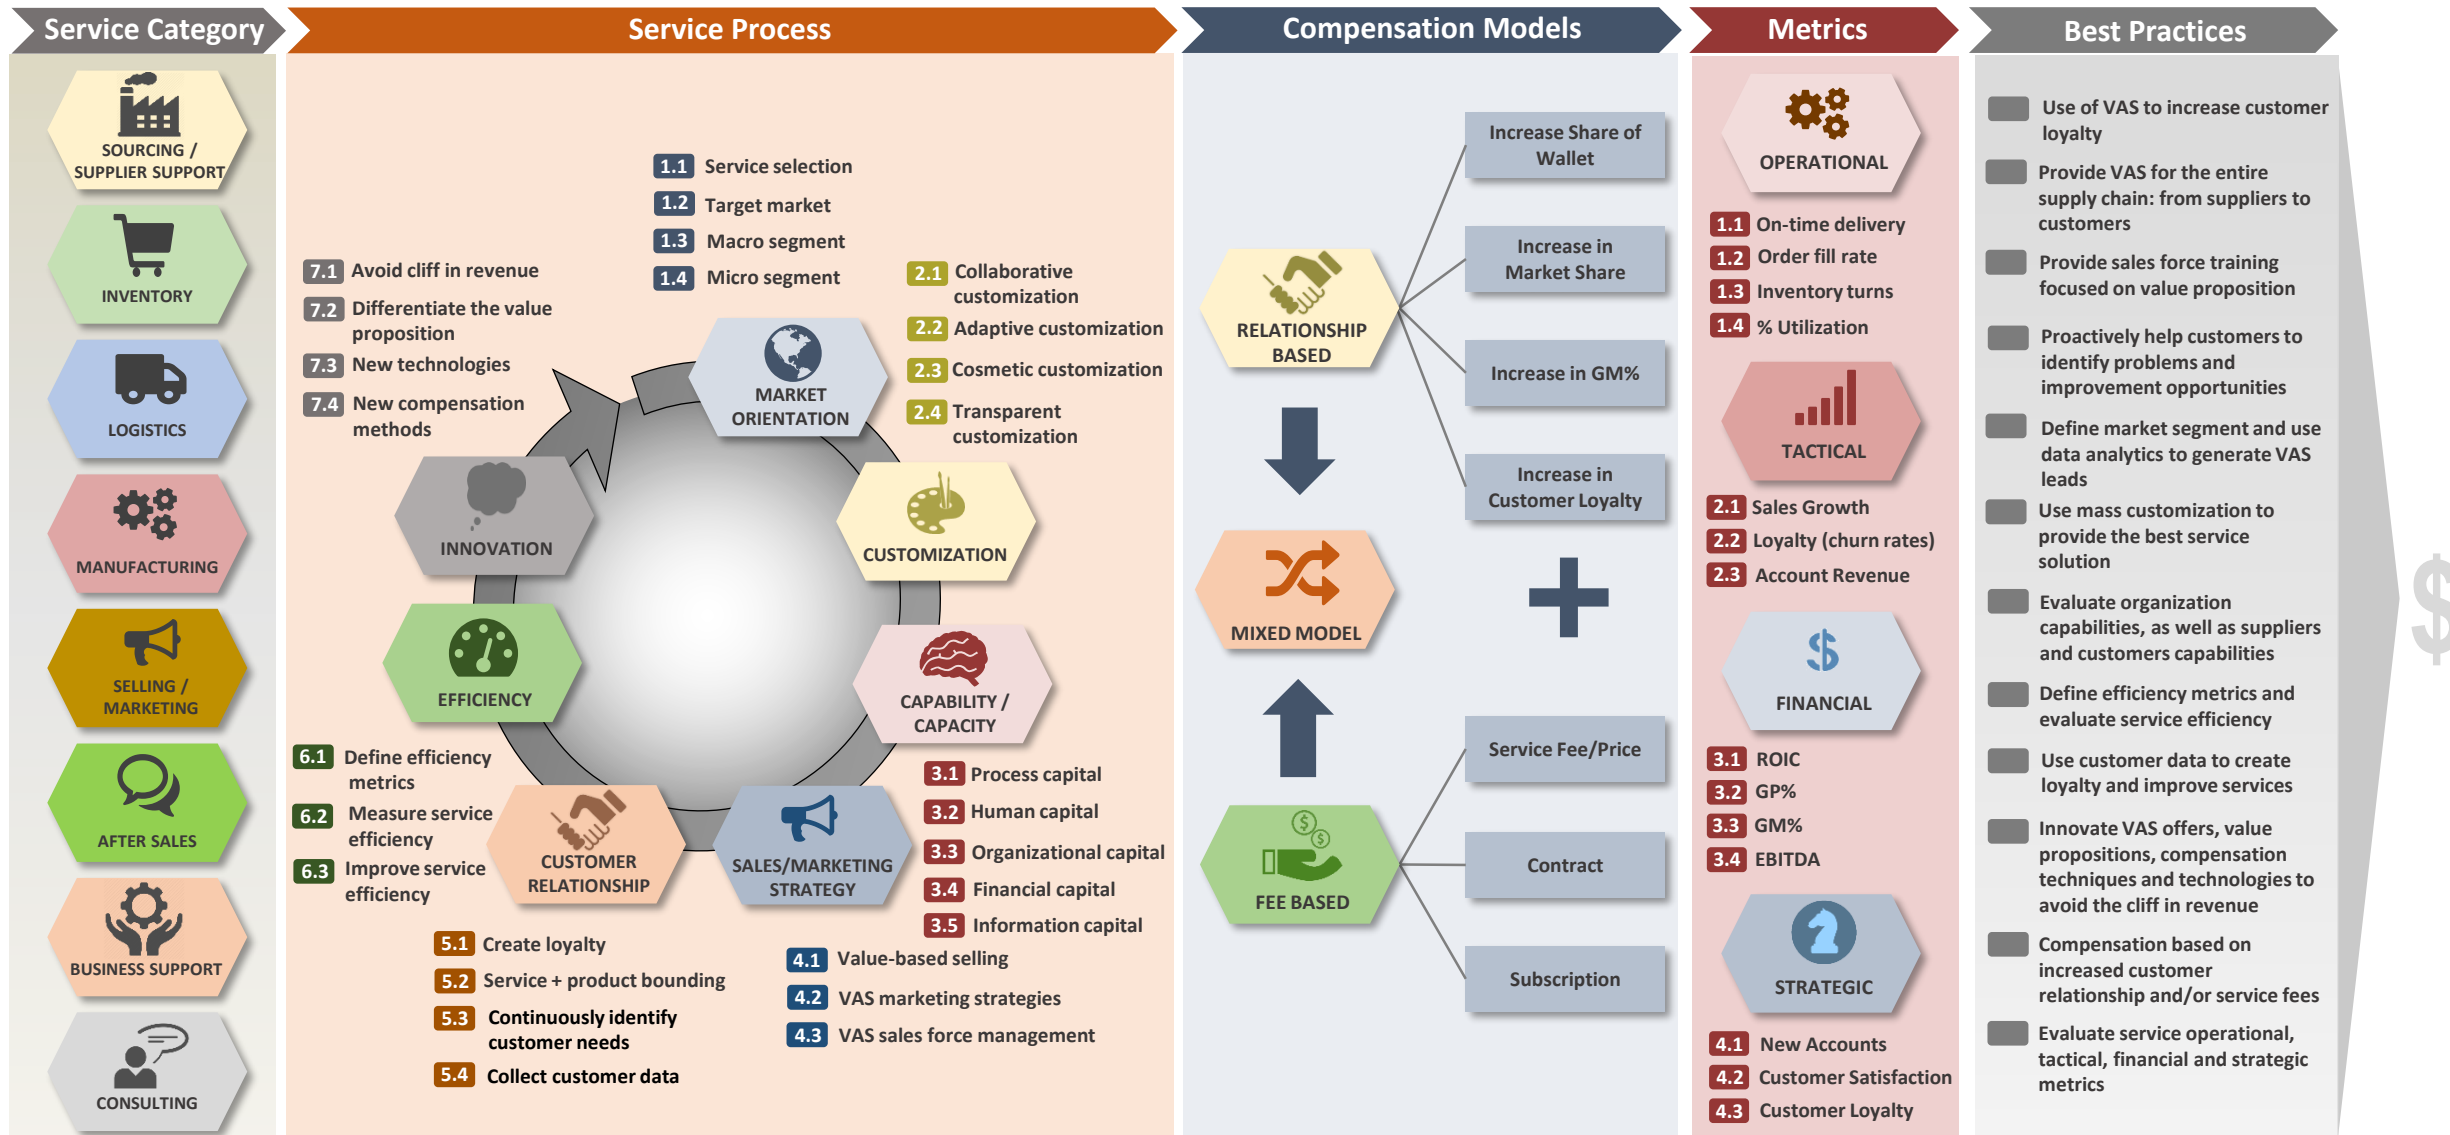 Service Category
Service Process
Compensation Models
Metrics
Best Practices
SOURCING /
SUPPLIER SUPPORT
INVENTORY
LOGISTICS
MANUFACTURING
SELLING /
MARKETING
AFTER SALES
BUSINESS SUPPORT
CONSULTING
1.1 Service selection
1.2 Target market
1.3 Macro segment
1.4 Micro segment
MARKET
ORIENTATION
2.1 Collaborative
customization
2.2 Adaptive customization
2.3 Cosmetic customization
2.4 Transparent
customization
CUSTOMIZATION
CAPABILITY /
CAPACITY
3.1 Process capital
3.2 Human capital
3.3 Organizational capital
3.4 Financial capital
3.5 Information capital
SALES/MARKETING
STRATEGY
4.1 Value-based selling
4.2 VAS marketing strategies
4.3 VAS sales force management
CUSTOMER
RELATIONSHIP
5.1 Create loyalty
5.2 Service + product bounding
5.3 Continuously identify
customer needs
5.4 Collect customer data
EFFICIENCY
6.1 Define efficiency
metrics
6.2 Measure service
efficiency
6.3 Improve service
efficiency
INNOVATION
7.1 Avoid cliff in revenue
7.2 Differentiate the value
proposition
7.3 New technologies
7.4 New compensation
methods
RELATIONSHIP
BASED
Increase Share of
Wallet
Increase in
Market Share
Increase in GM%
Increase in
Customer Loyalty
MIXED MODEL
FEE BASED
Service Fee/Price
Contract
Subscription
OPERATIONAL
1.1 On-time delivery
1.2 Order fill rate
1.3 Inventory turns
1.4 % Utilization
TACTICAL
2.1 Sales Growth
2.2 Loyalty (churn rates)
2.3 Account Revenue
$
FINANCIAL
3.1 ROIC
3.2 GP%
3.3 GM%
3.4 EBITDA
STRATEGIC
4.1 New Accounts
4.2 Customer Satisfaction
4.3 Customer Loyalty
Use of VAS to increase customer
loyalty
Provide VAS for the entire
supply chain: from suppliers to
customers
Provide sales force training
focused on value proposition
Proactively help customers to
identify problems and
improvement opportunities
Define market segment and use
data analytics to generate VAS
leads
Use mass customization to
provide the best service
solution
Evaluate organization
capabilities, as well as suppliers
and customers capabilities
Define efficiency metrics and
evaluate service efficiency
Use customer data to create
loyalty and improve services
Innovate VAS offers, value
propositions, compensation
techniques and technologies to
avoid the cliff in revenue
Compensation based on
increased customer
relationship and/or service fees
Evaluate service operational,
tactical, financial and strategic
metrics
$